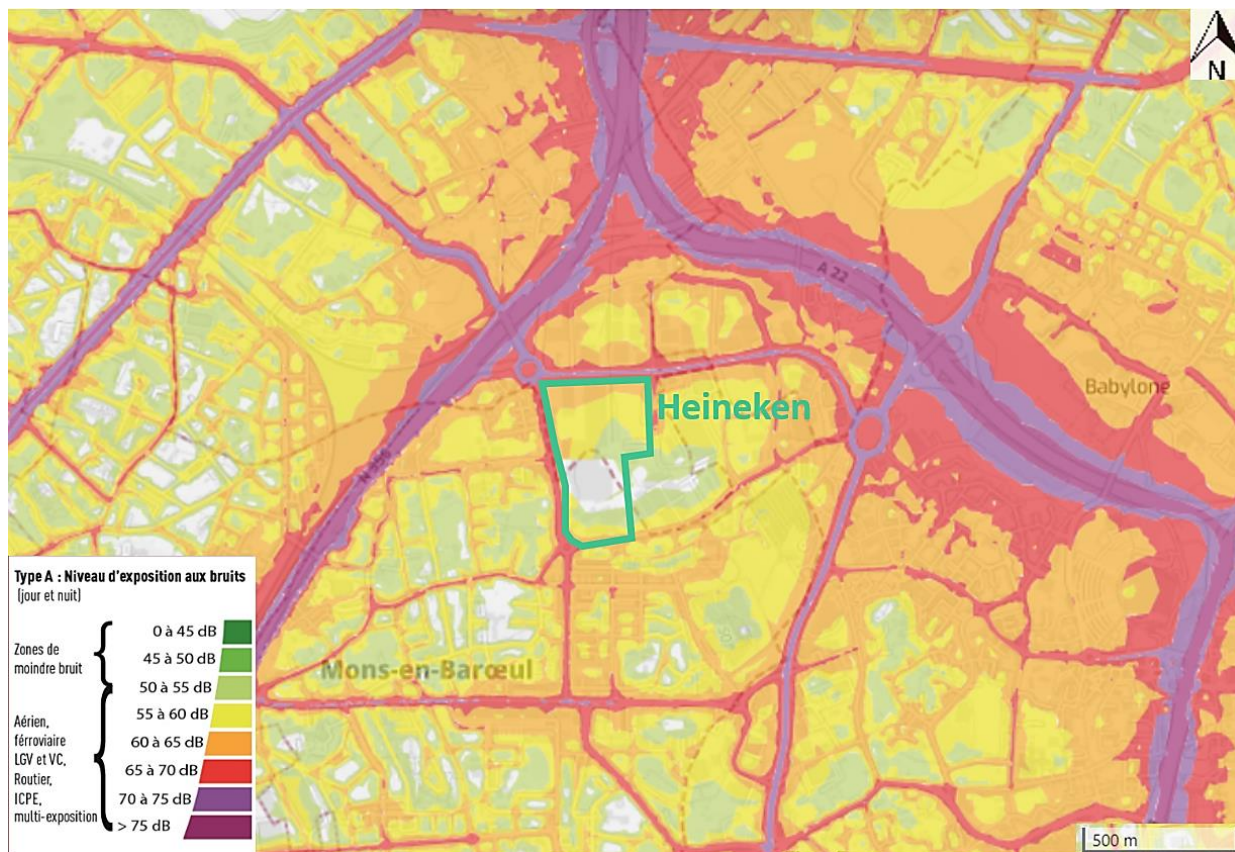 N
A 22
Babylone
Heineken
Mons-en-Barœul
Type A : Niveau d'exposition aux bruits
(jour et nuit)
Zones de
moindre bruit
0 à 45 dB
45 à 50 dB
50 à 55 dB
55 à 60 dB
60 à 65 dB
65 à 70 dB
70 à 75 dB
> 75 dB
Aérien,
férroviaire
LGV et VC,
Routier,
ICPE,
multi-exposition
500 m